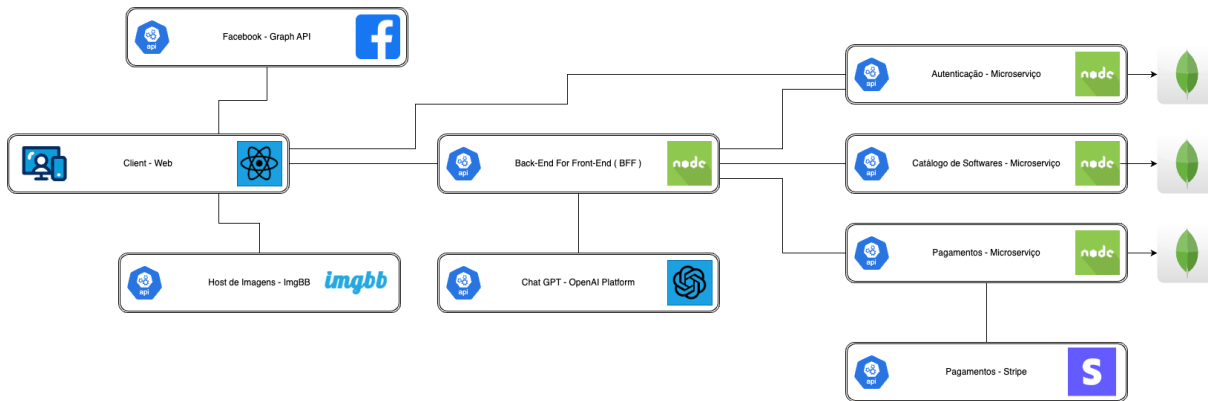 api
Facebook - Graph API
api
Autenticação - Microserviço
node
Client - Web
api
Back-End For Front-End ( BFF )
node
api
Catálogo de Softwares - Microserviço
node
api
Host de Imagens - ImgBB
imgbb
api
Chat GPT - OpenAI Platform
api
Pagamentos - Microserviço
node
api
Pagamentos - Stripe
S